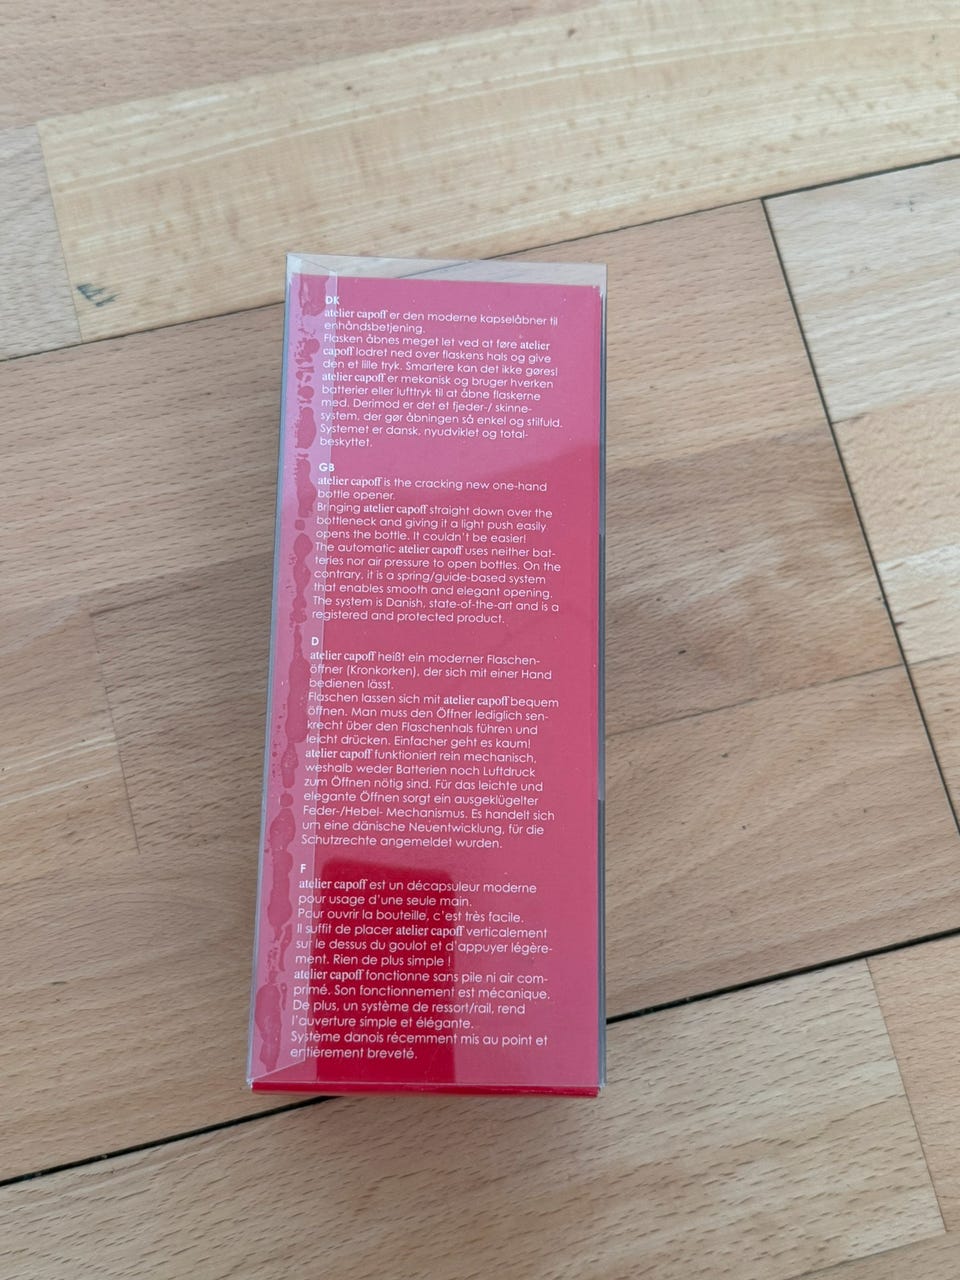 DK
atelier capoff er den moderne kapselåbner til
enhåndsbetjening.
Flasken åbnes meget let ved at føre atelier
capoff lodret ned over flaskens hals og give
den et lille tryk. Smartere kan det ikke gøres!
atelier capoff er mekanisk og bruger hverken
batterier eller lufttryk til at åbne flaskerne
med. Derimod er det et fjeder-/ skinne-
system, der gør åbningen så enkel og stilfuld.
Systemet er dansk, nyudviklet og total-
beskyttet.
GB
atelier capoff is the cracking new one-hand
bottle opener.
Bringing atelier capoff straight down over the
bottleneck and giving it a light push easily
opens the bottle. It couldn't be easier!
The automatic atelier capoff uses neither bat-
teries nor air pressure to open bottles. On the
contrary, it is a spring/guide-based system
that enables smooth and elegant opening.
The system is Danish, state-of-the-art and is a
registered and protected product.
D
atelier capoff heißt ein moderner Flaschen-
öffner (Kronkorken), der sich mit einer Hand
bedienen lässt.
Flaschen lassen sich mit atelier capoff bequem
öffnen. Man muss den Öffner lediglich sen-
krecht über den Flaschenhals führen und
leicht drücken. Einfacher geht es kaum!
atelier capoff funktioniert rein mechanisch,
weshalb weder Batterien noch Luftdruck
zum Öffnen nötig sind. Für das leichte und
elegante Öffnen sorgt ein ausgeklügelter
Feder-/Hebel- Mechanismus. Es handelt sich
um eine dänische Neuentwicklung, für die
Schutzrechte angemeldet wurden.
F
atelier capoff est un décapsuleur moderne
pour usage d'une seule main.
Pour ouvrir la bouteille, c'est très facile.
Il suffit de placer atelier capoff verticalement
sur le dessus du goulot et d'appuyer légère-
ment. Rien de plus simple !
atelier capoff fonctionne sans pile ni air com-
primé. Son fonctionnement est mécanique.
De plus, un système de ressort/rail, rend
l'auverture simple et élégante.
Système danois récemment mis au point et
entièrement breveté.